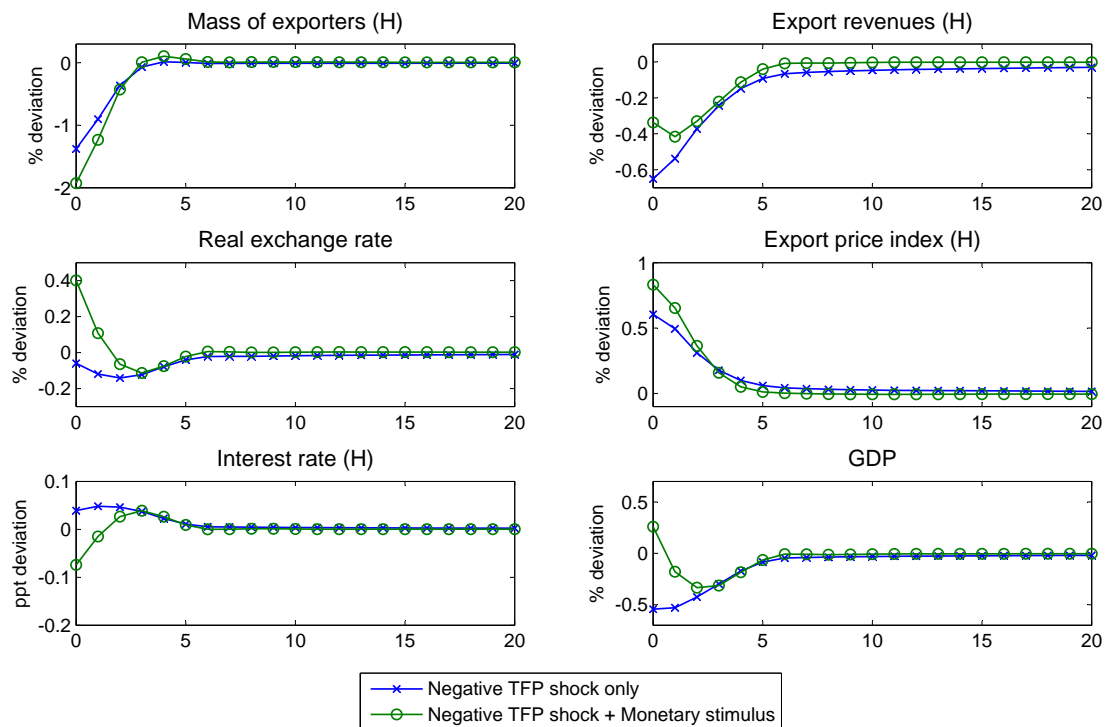 Mass of exporters (H)
% deviation
0
-1
-2
0 5 10 15 20
Export revenues (H)
% deviation
0
-0.2
-0.4
-0.6
0 5 10 15 20
Real exchange rate
% deviation
0.4
0.2
0
-0.2
0 5 10 15 20
Export price index (H)
% deviation
1
0.5
0
0 5 10 15 20
Interest rate (H)
ppt deviation
0.1
0
-0.1
-0.2
0 5 10 15 20
GDP
% deviation
0.5
0
-0.5
0 5 10 15 20
Negative TFP shock only
Negative TFP shock + Monetary stimulus